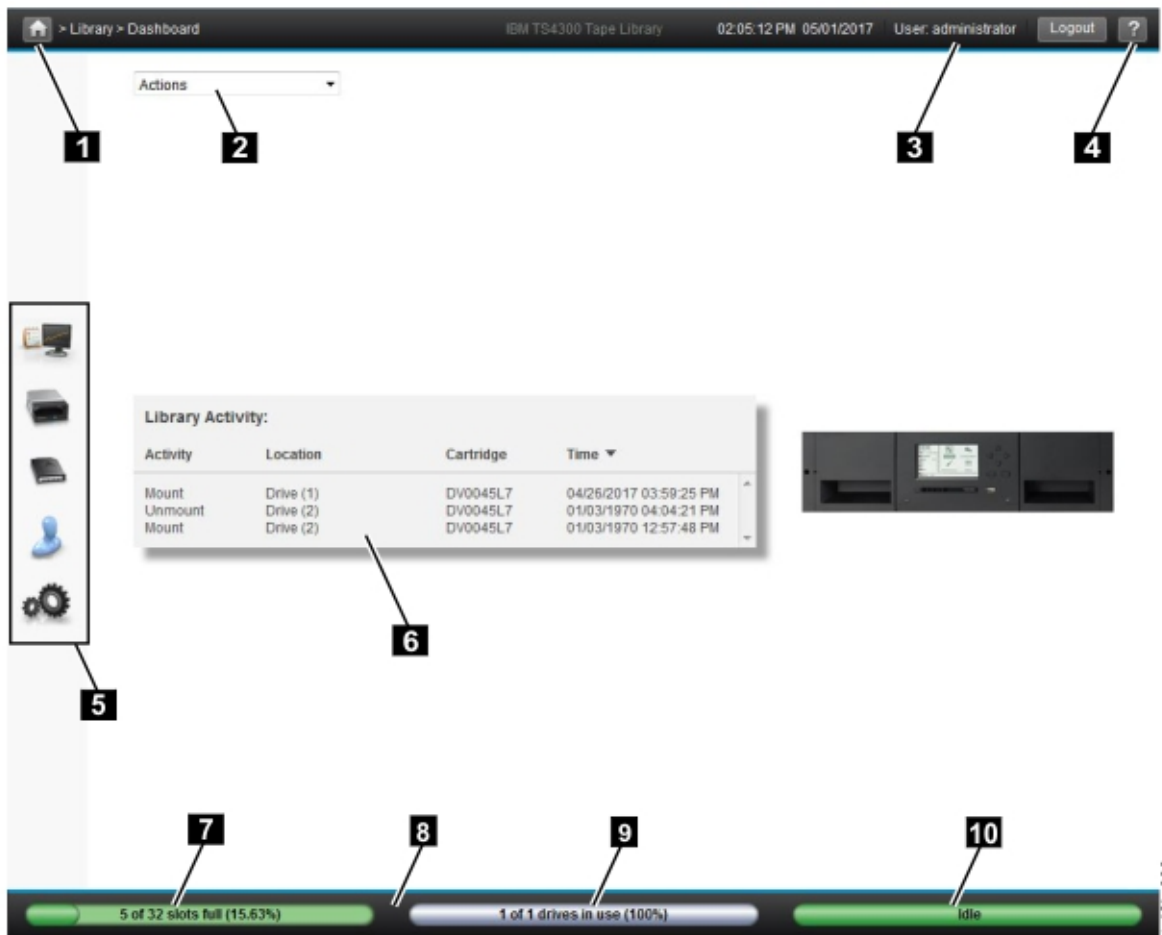 > Library > Dashboard IBM TS4300 Tape Library 02:05:12 PM 05/01/2017 User: administrator Logout ?
Actions
1 2 3 4
Library Activity:
Activity Location Cartridge Time
Mount Drive (1) DV0045L7 04/26/2017 03:59:25 PM
Unmount Drive (2) DV0045L7 01/03/1970 04:04:21 PM
Mount Drive (2) DV0045L7 01/03/1970 12:57:48 PM
6
5
7 8 9 10
5 of 32 slots full (15.63%) 1 of 1 drives in use (100%) Idle